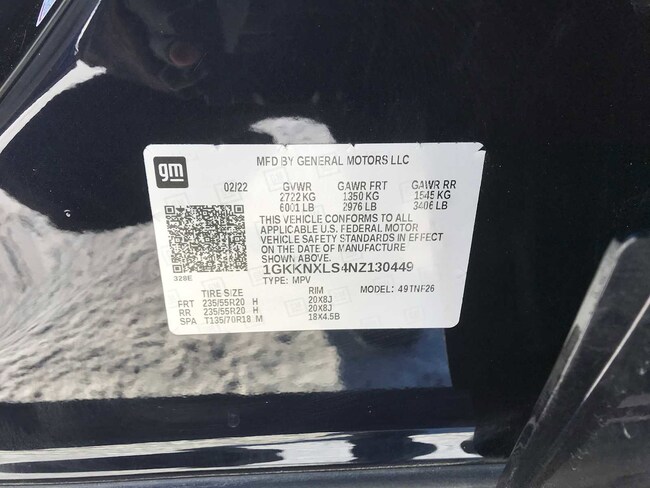 gm
MFD BY GENERAL MOTORS LLC
02/22 GVWR GAWR FRT GAWR RR
2722 KG 1350 KG 1545 KG
6001 LB 2976 LB 3406 LB
THIS VEHICLE CONFORMS TO ALL
APPLICABLE U.S. FEDERAL MOTOR
VEHICLE SAFETY STANDARDS IN EFFECT
ON THE DATE OF MANUFACTURE
SHOWN ABOVE.
328E 1GKKNXLS4NZ130449
TYPE: MPV MODEL: 49TNF26
TIRE SIZE RIM
FRT 235/55R20 H 20X8J
RR 235/55R20 H 20X8J
SPA T135/70R18 M 18X4.5B